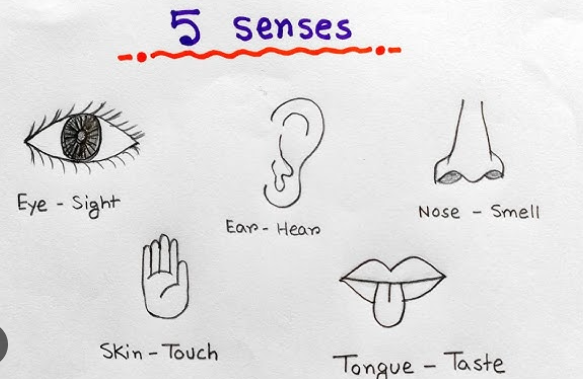 5 senses
Eye - Sight
Ear - Hear
Nose - Smell
Skin - Touch
Tongue - Taste